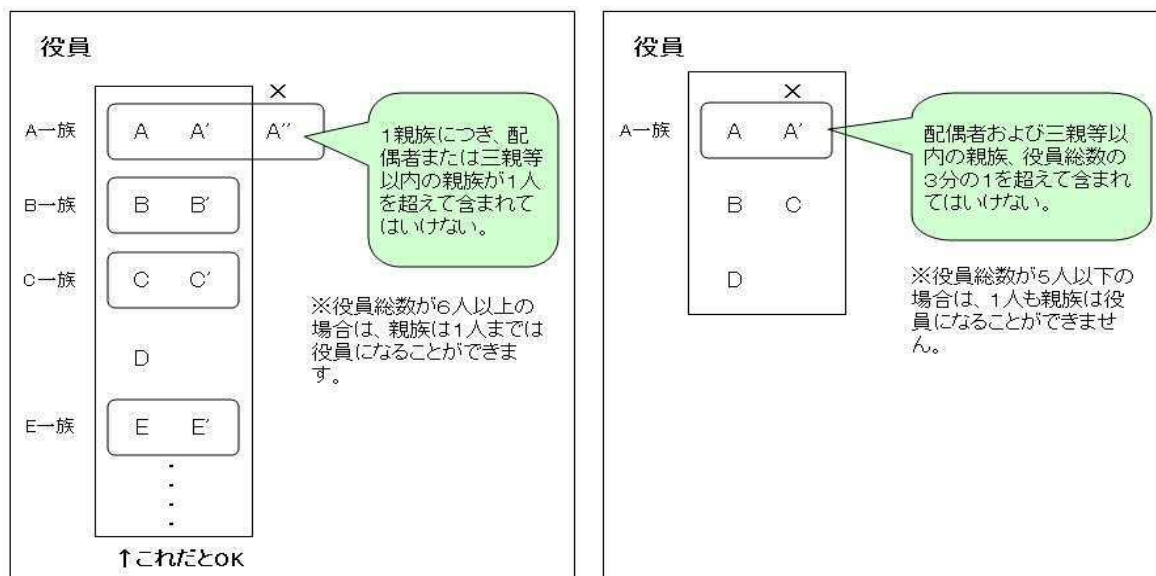 役員
×
A一族 A A′ A′′
1親族につき、配
偶者または三親等
以内の親族が1人
を超えて含まれて
はいけない。
B一族 B B′
C一族 C C′
※役員総数が6人以上の
場合は、親族は1人までは
役員になることができま
す。
D
E一族 E E′
・
・
・
・
↑これだとOK
役員
×
A一族 A A′
配偶者および三親等以
内の親族、役員総数の
3分の1を超えて含まれ
てはいけない。
B C
D
※役員総数が5人以下の
場合は、1人も親族は役
員になることができませ
ん。